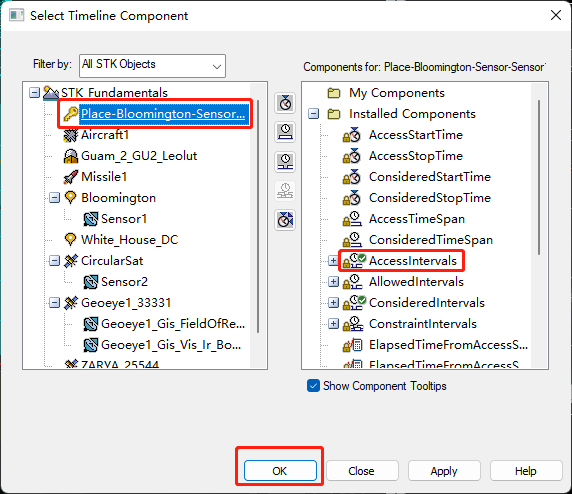 Select Timeline Component
Filter by: All STK Objects
Components for: Place-Bloomington-Sensor-Sensor
STK_Fundamentals
Place-Bloomington-Sensor...
Aircraft1
Guam_2_GU2_Leolut
Missile1
Bloomington
Sensor1
White_House_DC
CircularSat
Sensor2
Geoeye1_33331
Geoeye1_Gis_FieldOfRe...
Geoeye1_Gis_Vis_Ir_Bo...
ZARYA_25544
My Components
Installed Components
AccessStartTime
AccessStopTime
ConsideredStartTime
ConsideredStopTime
AccessTimeSpan
ConsideredTimeSpan
AccessIntervals
AllowedIntervals
ConsideredIntervals
ConstraintIntervals
ElapsedTimeFromAccessS...
ElapsedTimeFromAccessS...
Show Component Tooltips
OK
Close
Apply
Help